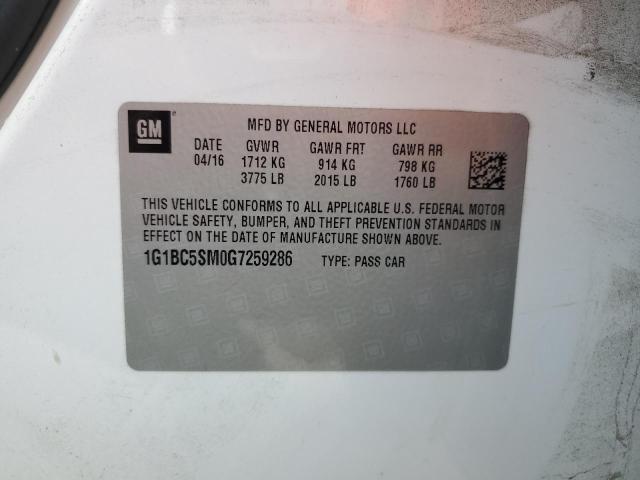 GM
MFD BY GENERAL MOTORS LLC
DATE GVWR GAWR FRT GAWR RR
04/16 1712 KG 914 KG 798 KG
3775 LB 2015 LB 1760 LB
THIS VEHICLE CONFORMS TO ALL APPLICABLE U.S. FEDERAL MOTOR
VEHICLE SAFETY, BUMPER, AND THEFT PREVENTION STANDARDS IN
EFFECT ON THE DATE OF MANUFACTURE SHOWN ABOVE.
1G1BC5SM0G7259286 TYPE: PASS CAR